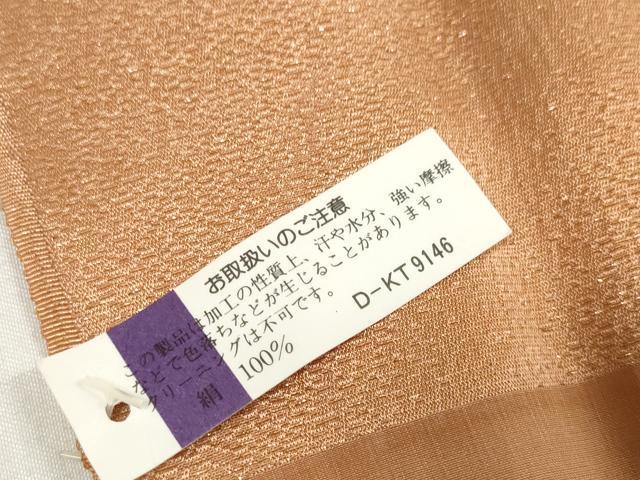 お取扱いのご注意
この製品は加工の性質上、汗や水分、強い摩擦
などで色落ちなどが生じることがあります。
クリーニングは不可です。
絹 100%
D-KT 9146